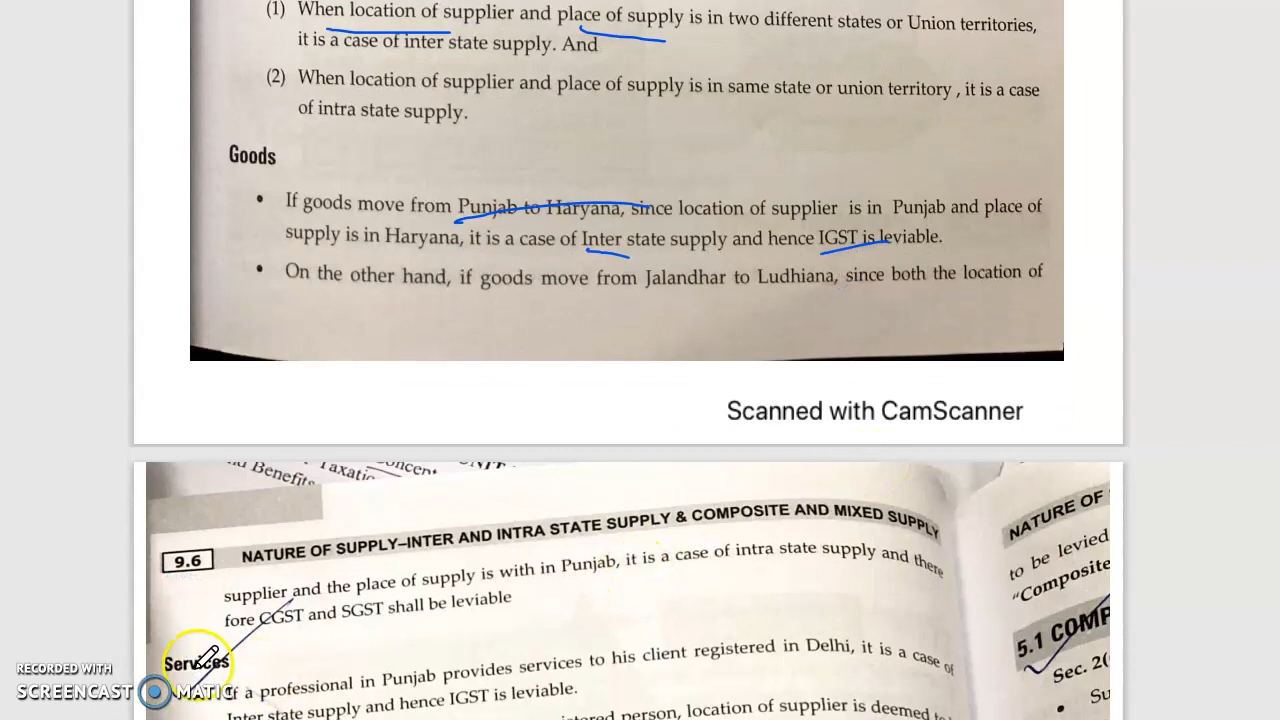 (1) When location of supplier and place of supply is in two different states or Union territories,
it is a case of inter state supply. And
(2) When location of supplier and place of supply is in same state or union territory , it is a case
of intra state supply.
Goods
• If goods move from Punjab to Haryana, since location of supplier is in Punjab and place of
supply is in Haryana, it is a case of Inter state supply and hence IGST is leviable.
• On the other hand, if goods move from Jalandhar to Ludhiana, since both the location of
Scanned with CamScanner
Benefits Taxatio
9.6 NATURE OF SUPPLY–INTER AND INTRA STATE SUPPLY & COMPOSITE AND MIXED SUPPLY
supplier and the place of supply is with in Punjab, it is a case of intra state supply and there
fore CGST and SGST shall be leviable
Services
If a professional in Punjab provides services to his client registered in Delhi, it is a case of
Inter state supply and hence IGST is leviable.
person, location of supplier is deemed to
NATURE OF
to be levied
"Composite
5.1 COMP
Sec. 2(
• Su
RECORDED WITH
SCREENCAST MATIC